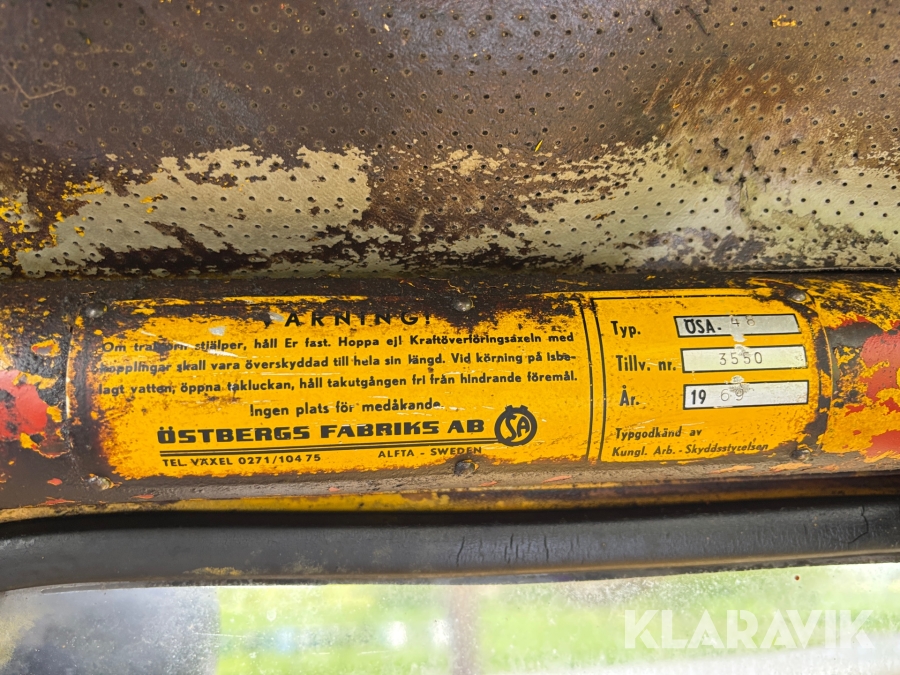 VARNING!
Om traktorn stjälper, håll Er fast. Hoppa ej! Kraftöverföringsaxeln med
kopplingar skall vara överskyddad till hela sin längd. Vid körning på isbe-
lagt vatten, öppna takluckan, håll takutgången fri från hindrande föremål.
Ingen plats för medåkande
ÖSTBERGS FABRIKS AB ÖSA
TEL VÄXEL 0271/104 75 ALFTA - SWEDEN
Typ. ÖSA. 48
Tillv. nr. 3550
År. 1969
Typgodkänd av
Kungl. Arb. - Skyddsstyrelsen
KLARAVIK